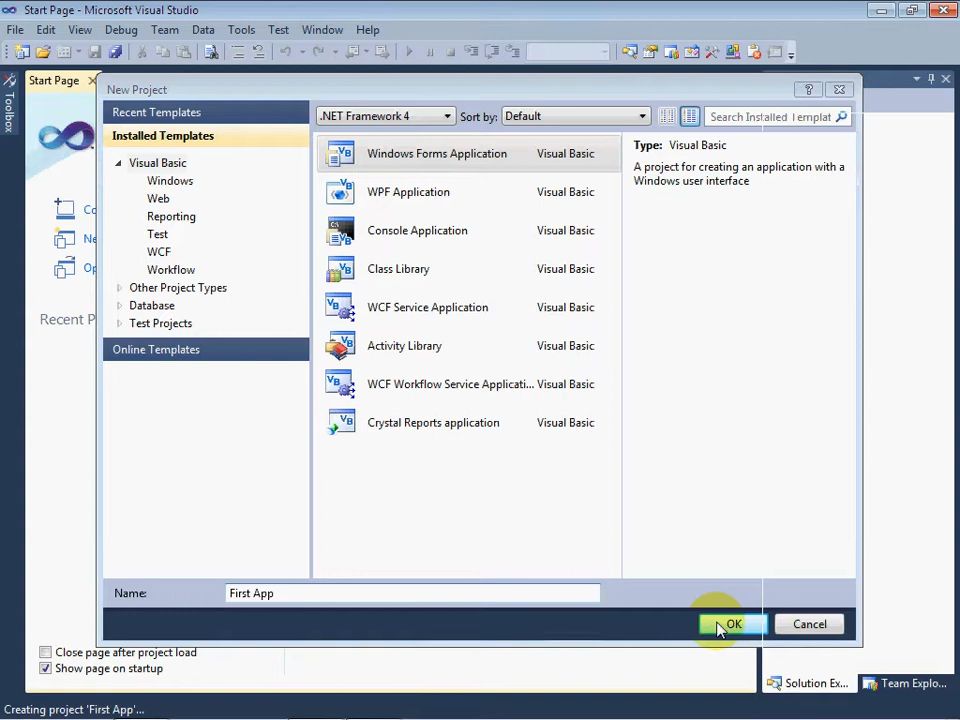 Start Page - Microsoft Visual Studio
File Edit View Debug Team Data Tools Test Window Help
Toolbox
Start Page
New Project
Recent Templates
Installed Templates
Visual Basic
Windows
Web
Reporting
Test
WCF
Workflow
Other Project Types
Database
Test Projects
Online Templates
.NET Framework 4
Sort by: Default
Search Installed Templat
Windows Forms Application Visual Basic
WPF Application Visual Basic
Console Application Visual Basic
Class Library Visual Basic
WCF Service Application Visual Basic
Activity Library Visual Basic
WCF Workflow Service Applicati... Visual Basic
Crystal Reports application Visual Basic
Type: Visual Basic
A project for creating an application with a
Windows user interface
Co
Ne
Op
Recent P
Name: First App
OK Cancel
Close page after project load
Show page on startup
Solution Ex... Team Explo...
Creating project 'First App'...